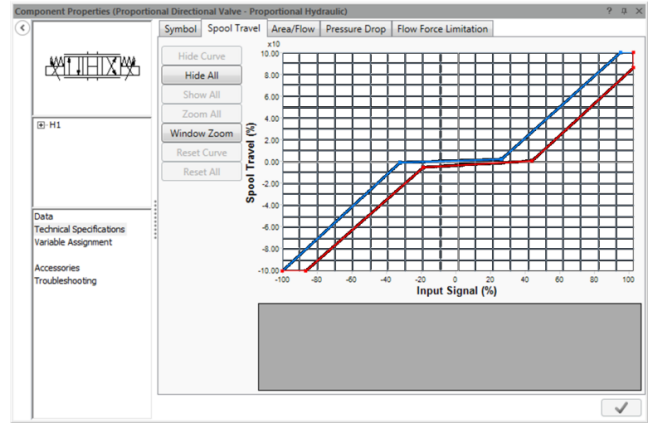 Component Properties (Proportional Directional Valve - Proportional Hydraulic)
? X
Symbol Spool Travel Area/Flow Pressure Drop Flow Force Limitation
Hide Curve
Hide All
Show All
Zoom All
Window Zoom
Reset Curve
Reset All
H1
Data
Technical Specifications
Variable Assignment
Accessories
Troubleshooting
x10
10.00
8.00
6.00
4.00
2.00
0.00
-2.00
-4.00
-6.00
-8.00
-10.00
Spool Travel (%)
-100 -80 -60 -40 -20 0 20 40 60 80 100
Input Signal (%)